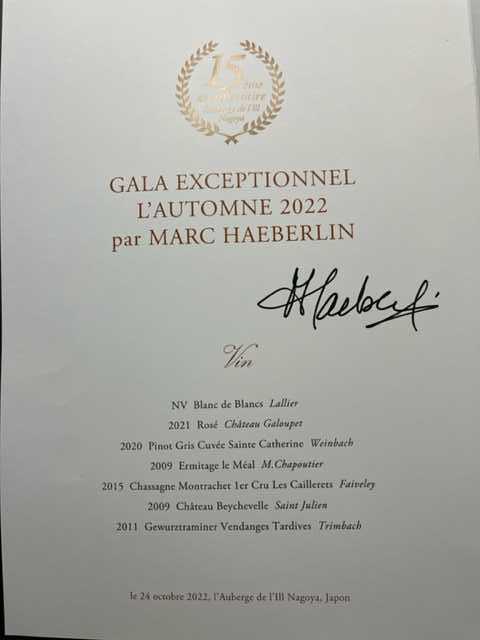 15ème
anniversaire
Auberge de l'Ill
Nagoya
GALA EXCEPTIONNEL
L'AUTOMNE 2022
par MARC HAEBERLIN
Vin
NV Blanc de Blancs Lallier
2021 Rosé Château Galoupet
2020 Pinot Gris Cuvée Sainte Catherine Weinbach
2009 Ermitage le Méal M.Chapoutier
2015 Chassagne Montrachet 1er Cru Les Caillerets Faiveley
2009 Château Beychevelle Saint Julien
2011 Gewurztraminer Vendanges Tardives Trimbach
le 24 octobre 2022, l'Auberge de l'Ill Nagoya, Japon